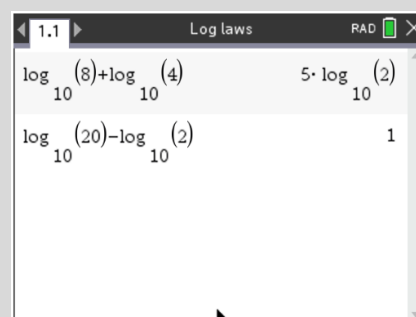 1.1 Log laws RAD
log₁₀(8)+log₁₀(4) 5·log₁₀(2)
log₁₀(20)−log₁₀(2) 1